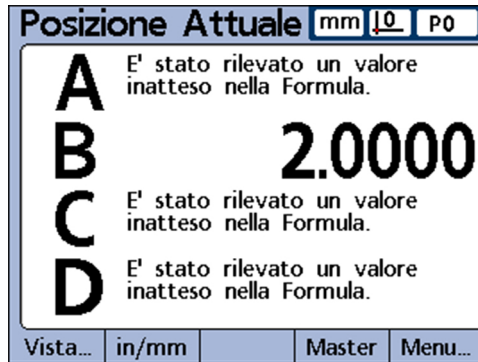 Posizione Attuale mm 0 P0
A E' stato rilevato un valore
inatteso nella Formula.
B 2.0000
C E' stato rilevato un valore
inatteso nella Formula.
D E' stato rilevato un valore
inatteso nella Formula.
Vista... in/mm Master Menu...